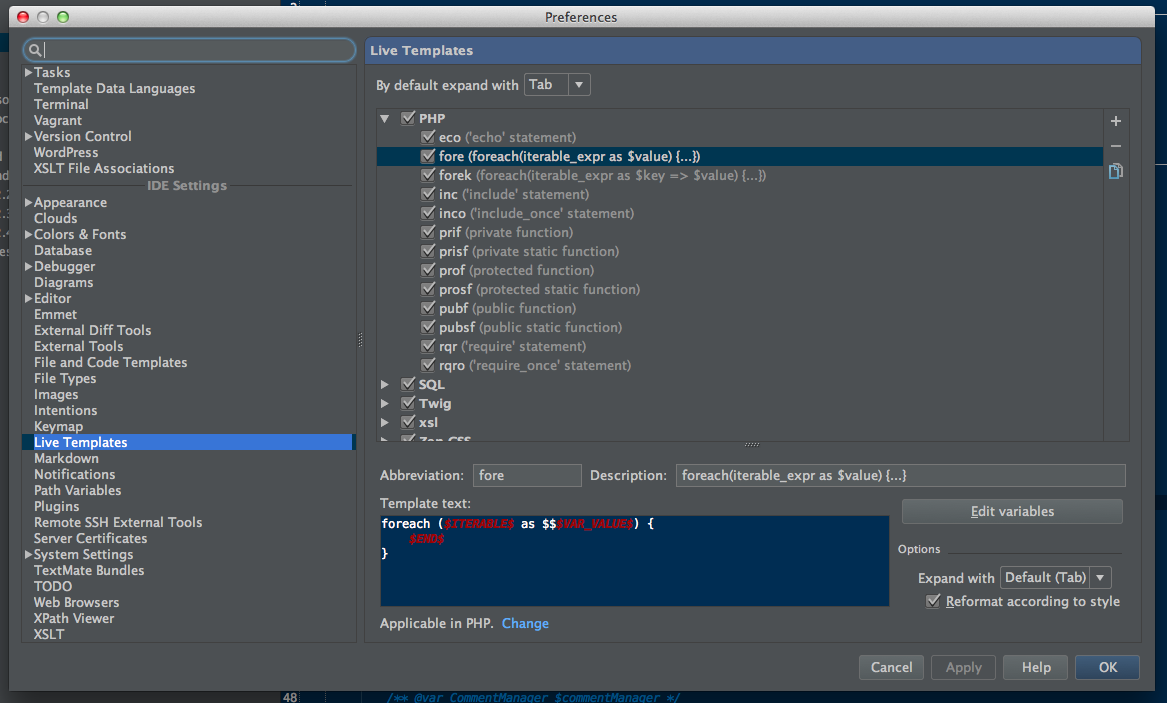 Preferences
Tasks
Template Data Languages
Terminal
Vagrant
Version Control
WordPress
XSLT File Associations
IDE Settings
Appearance
Clouds
Colors & Fonts
Database
Debugger
Diagrams
Editor
Emmet
External Diff Tools
External Tools
File and Code Templates
File Types
Images
Intentions
Keymap
Live Templates
Markdown
Notifications
Path Variables
Plugins
Remote SSH External Tools
Server Certificates
System Settings
TextMate Bundles
TODO
Web Browsers
XPath Viewer
XSLT
Live Templates
By default expand with Tab
PHP
eco ('echo' statement)
fore (foreach(iterable_expr as $value) {...})
forek (foreach(iterable_expr as $key => $value) {...})
inc ('include' statement)
inco ('include_once' statement)
prif (private function)
prisf (private static function)
prof (protected function)
prosf (protected static function)
pubf (public function)
pubsf (public static function)
rqr ('require' statement)
rqro ('require_once' statement)
SQL
Twig
xsl
Zen CSS
Abbreviation: fore Description: foreach(iterable_expr as $value) {...}
Template text:
foreach ($ITERABLE$ as $$$VAR_VALUE$) {
$END$
}
Edit variables
Options
Expand with Default (Tab)
Reformat according to style
Applicable in PHP. Change
Cancel Apply Help OK
48 /** @var CommentManager $commentManager */